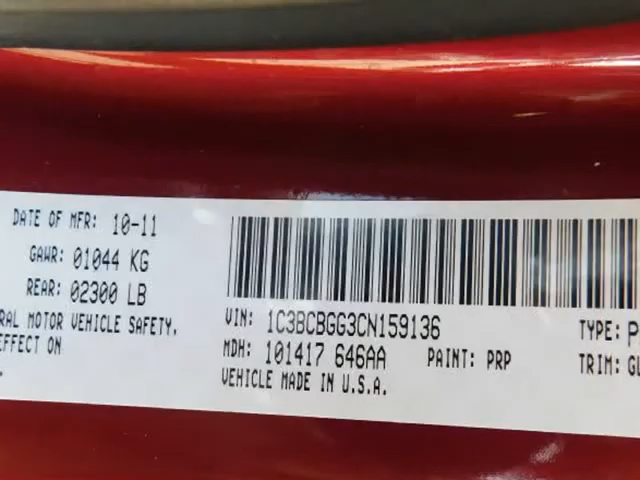 DATE OF MFR: 10-11
GAWR: 01044 KG
REAR: 02300 LB
RAL MOTOR VEHICLE SAFETY.
EFFECT ON
VIN: 1C3BCBGG3CN159136
MDH: 101417 646AA PAINT: PRP
VEHICLE MADE IN U.S.A.
TYPE: P
TRIM: GL